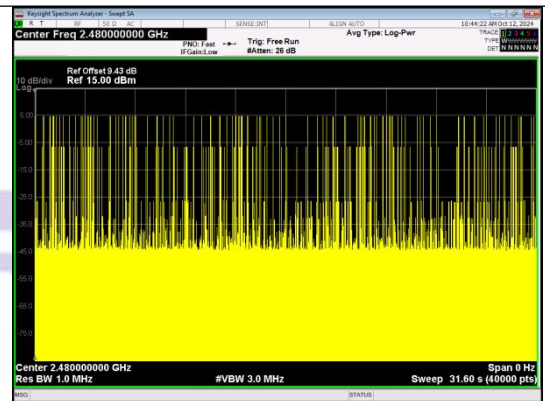 Keysight Spectrum Analyzer - Swept SA
R T RF 50 Ω AC SENSE:INT ALIGN AUTO 10:44:22 AM Oct 12, 2024
Center Freq 2.480000000 GHz Avg Type: Log-Pwr TRACE 1 2 3 4 5 6
PNO: Fast Trig: Free Run TYPE
IFGain:Low #Atten: 26 dB DET N N N N N N
Ref Offset 9.43 dB
10 dB/div Ref 15.00 dBm
Log
5.00
-5.00
-15.0
-25.0
-35.0
-45.0
-55.0
-65.0
-75.0
Center 2.480000000 GHz Span 0 Hz
Res BW 1.0 MHz #VBW 3.0 MHz Sweep 31.60 s (40000 pts)
MSG STATUS